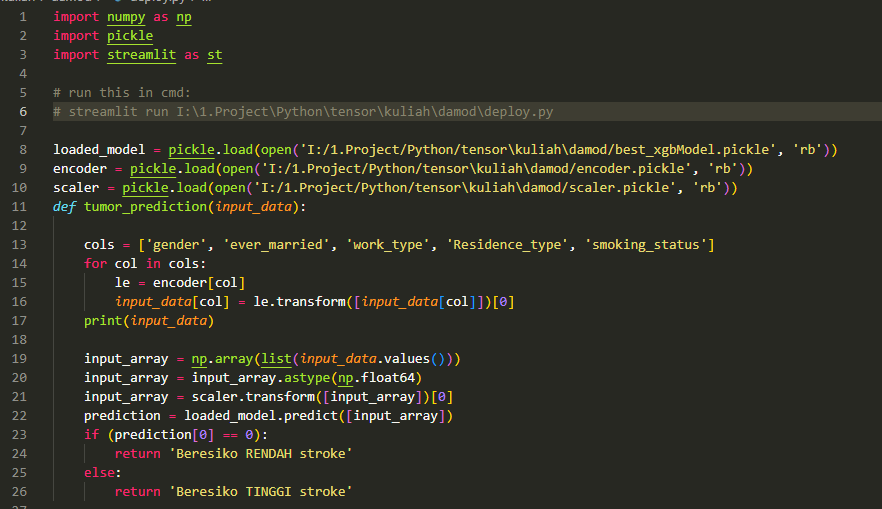 1 import numpy as np
2 import pickle
3 import streamlit as st
4
5 # run this in cmd:
6 # streamlit run I:\1.Project\Python\tensor\kuliah\damod\deploy.py
7
8 loaded_model = pickle.load(open('I:/1.Project/Python/tensor\kuliah\damod/best_xgbModel.pickle', 'rb'))
9 encoder = pickle.load(open('I:/1.Project/Python/tensor\kuliah\damod/encoder.pickle', 'rb'))
10 scaler = pickle.load(open('I:/1.Project/Python/tensor\kuliah\damod/scaler.pickle', 'rb'))
11 def tumor_prediction(input_data):
12
13     cols = ['gender', 'ever_married', 'work_type', 'Residence_type', 'smoking_status']
14     for col in cols:
15         le = encoder[col]
16         input_data[col] = le.transform([input_data[col]])[0]
17     print(input_data)
18
19     input_array = np.array(list(input_data.values()))
20     input_array = input_array.astype(np.float64)
21     input_array = scaler.transform([input_array])[0]
22     prediction = loaded_model.predict([input_array])
23     if (prediction[0] == 0):
24         return 'Beresiko RENDAH stroke'
25     else:
26         return 'Beresiko TINGGI stroke'